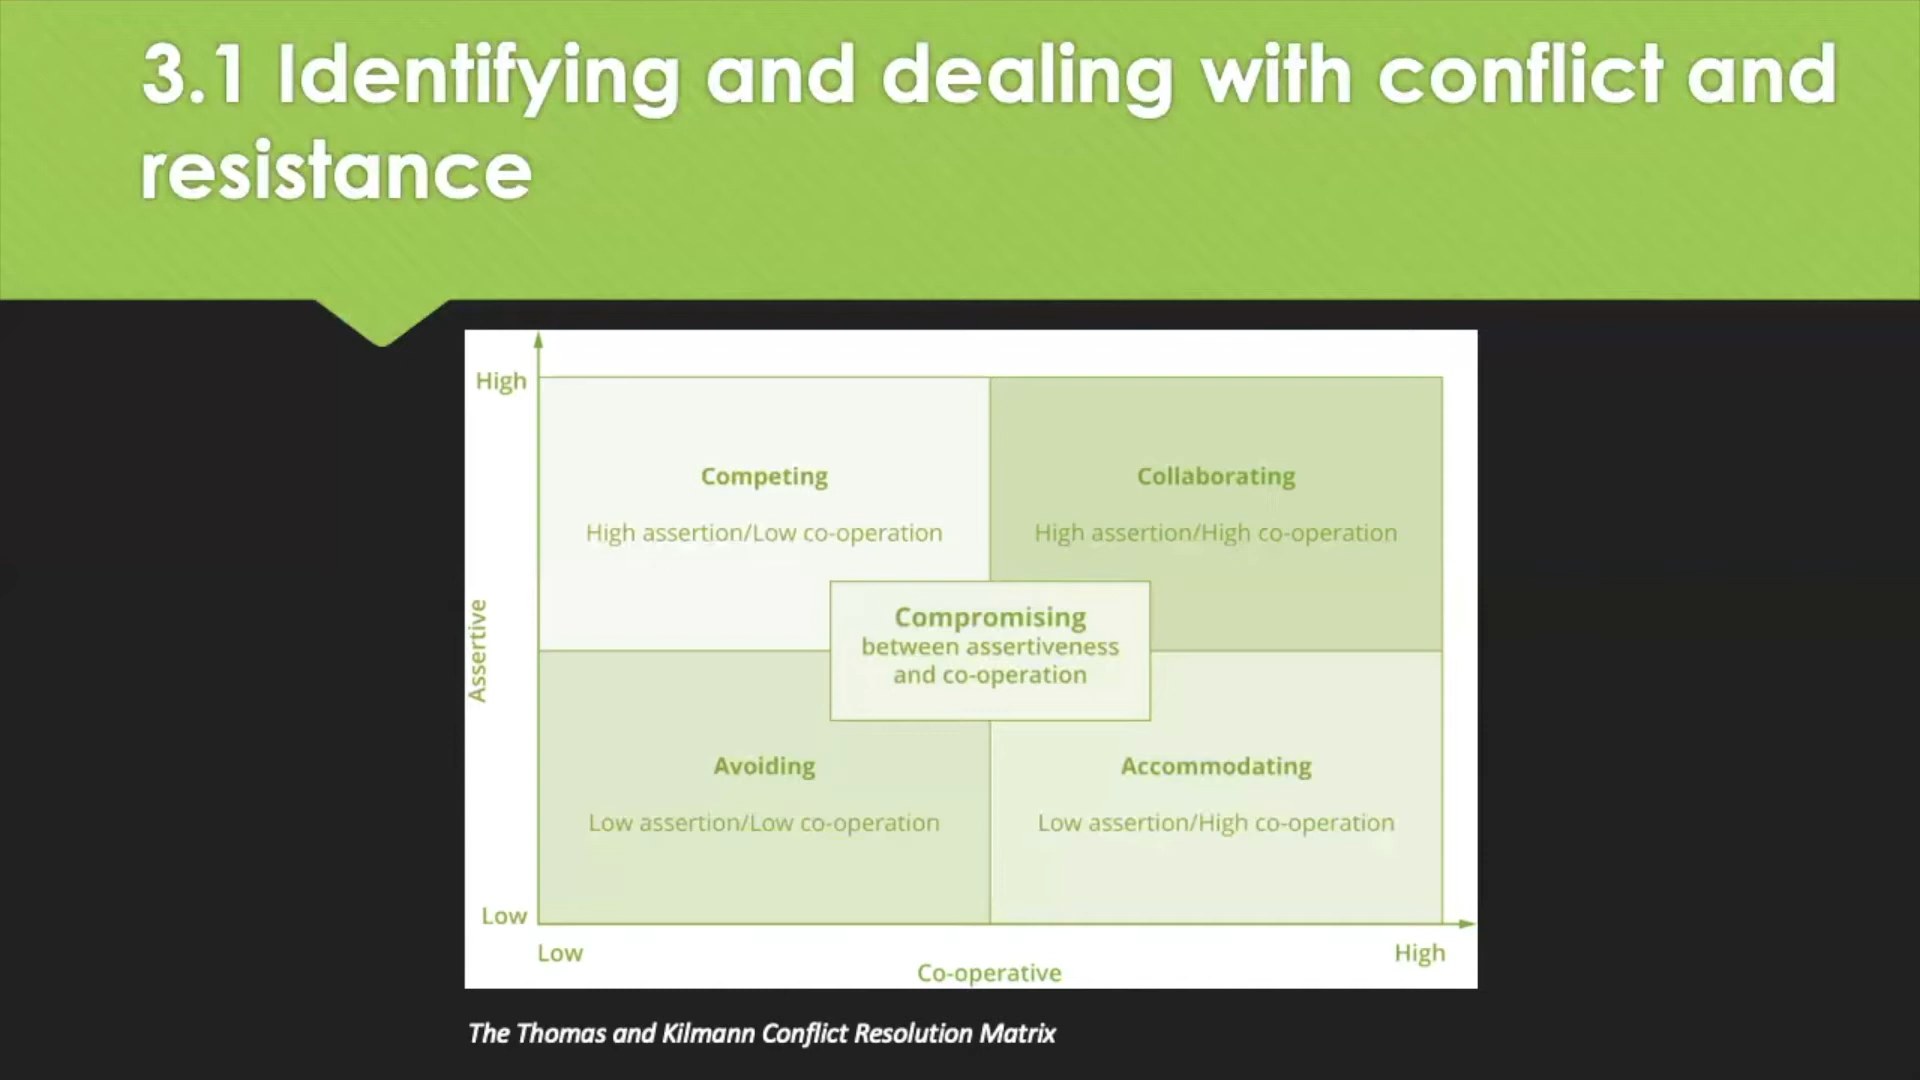 3.1 Identifying and dealing with conflict and
resistance
High
Competing
High assertion/Low co-operation
Collaborating
High assertion/High co-operation
Assertive
Compromising
between assertiveness
and co-operation
Avoiding
Low assertion/Low co-operation
Accommodating
Low assertion/High co-operation
Low
Low
High
Co-operative
The Thomas and Kilmann Conflict Resolution Matrix